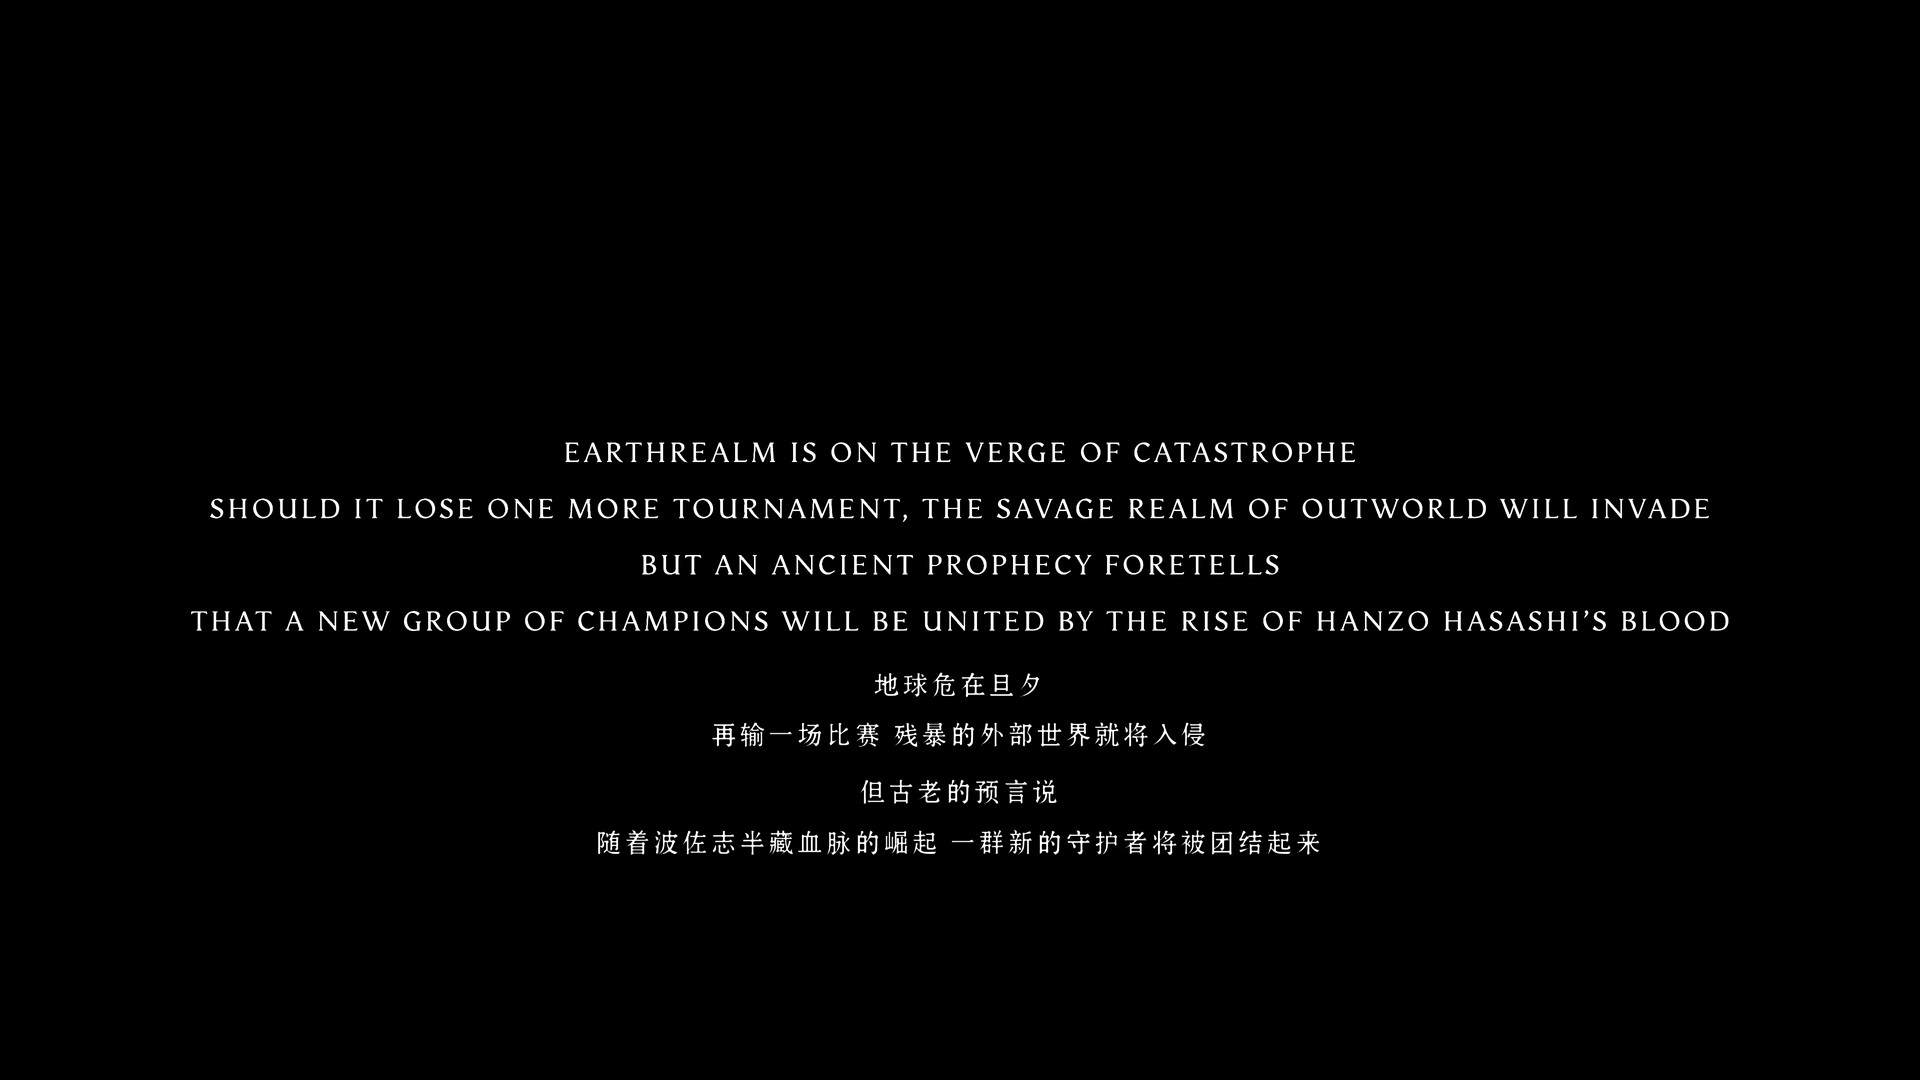 EARTHREALM IS ON THE VERGE OF CATASTROPHE
SHOULD IT LOSE ONE MORE TOURNAMENT, THE SAVAGE REALM OF OUTWORLD WILL INVADE
BUT AN ANCIENT PROPHECY FORETELLS
THAT A NEW GROUP OF CHAMPIONS WILL BE UNITED BY THE RISE OF HANZO HASASHI’S BLOOD
地球危在旦夕
再输一场比赛 残暴的外部世界就将入侵
但古老的预言说
随着波佐志半藏血脉的崛起 一群新的守护者将被团结起来